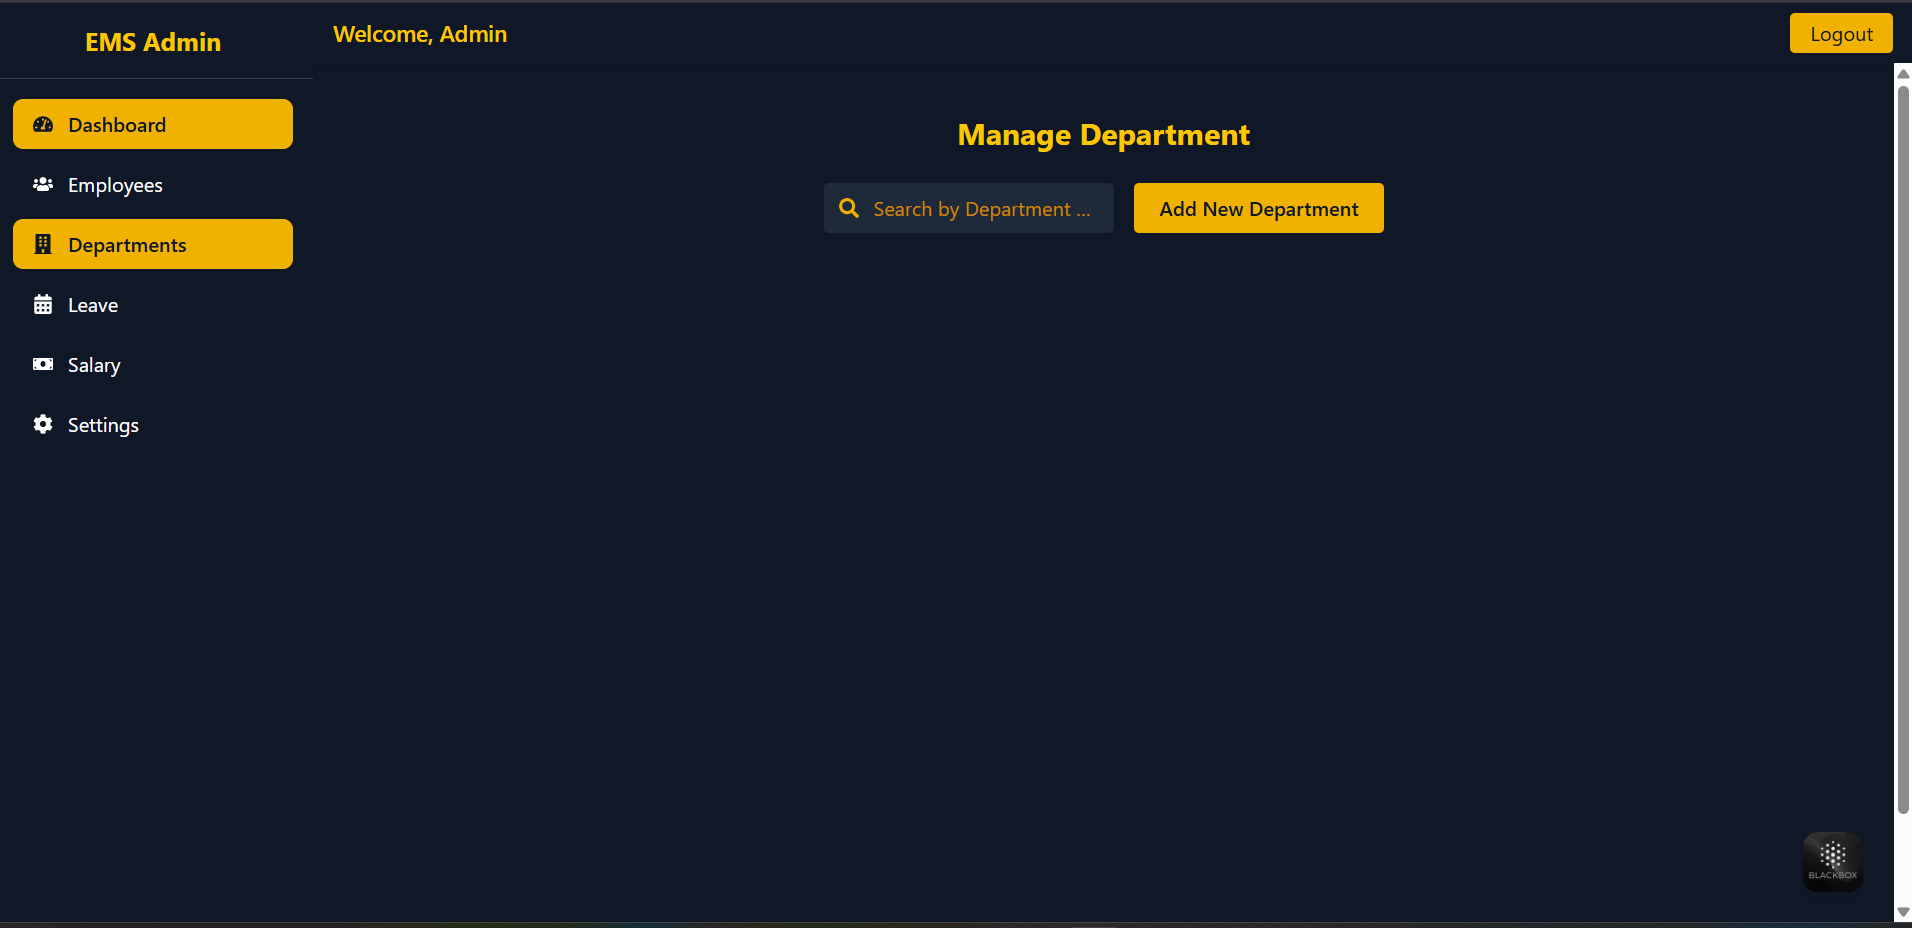 EMS Admin
Welcome, Admin
Logout
Dashboard
Employees
Departments
Leave
Salary
Settings
Manage Department
Search by Department ...
Add New Department
BLACKBOX